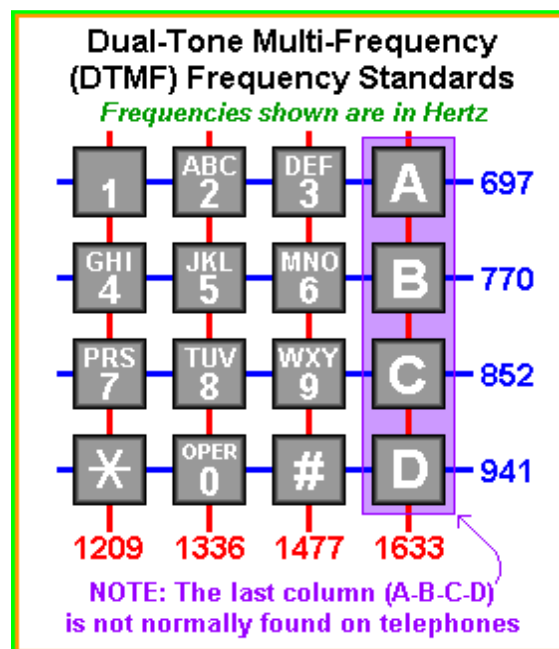 Dual-Tone Multi-Frequency
(DTMF) Frequency Standards
Frequencies shown are in Hertz
1 ABC 2 DEF 3 A 697
GHI 4 JKL 5 MNO 6 B 770
PRS 7 TUV 8 WXY 9 C 852
* OPER 0 # D 941
1209 1336 1477 1633
NOTE: The last column (A-B-C-D)
is not normally found on telephones